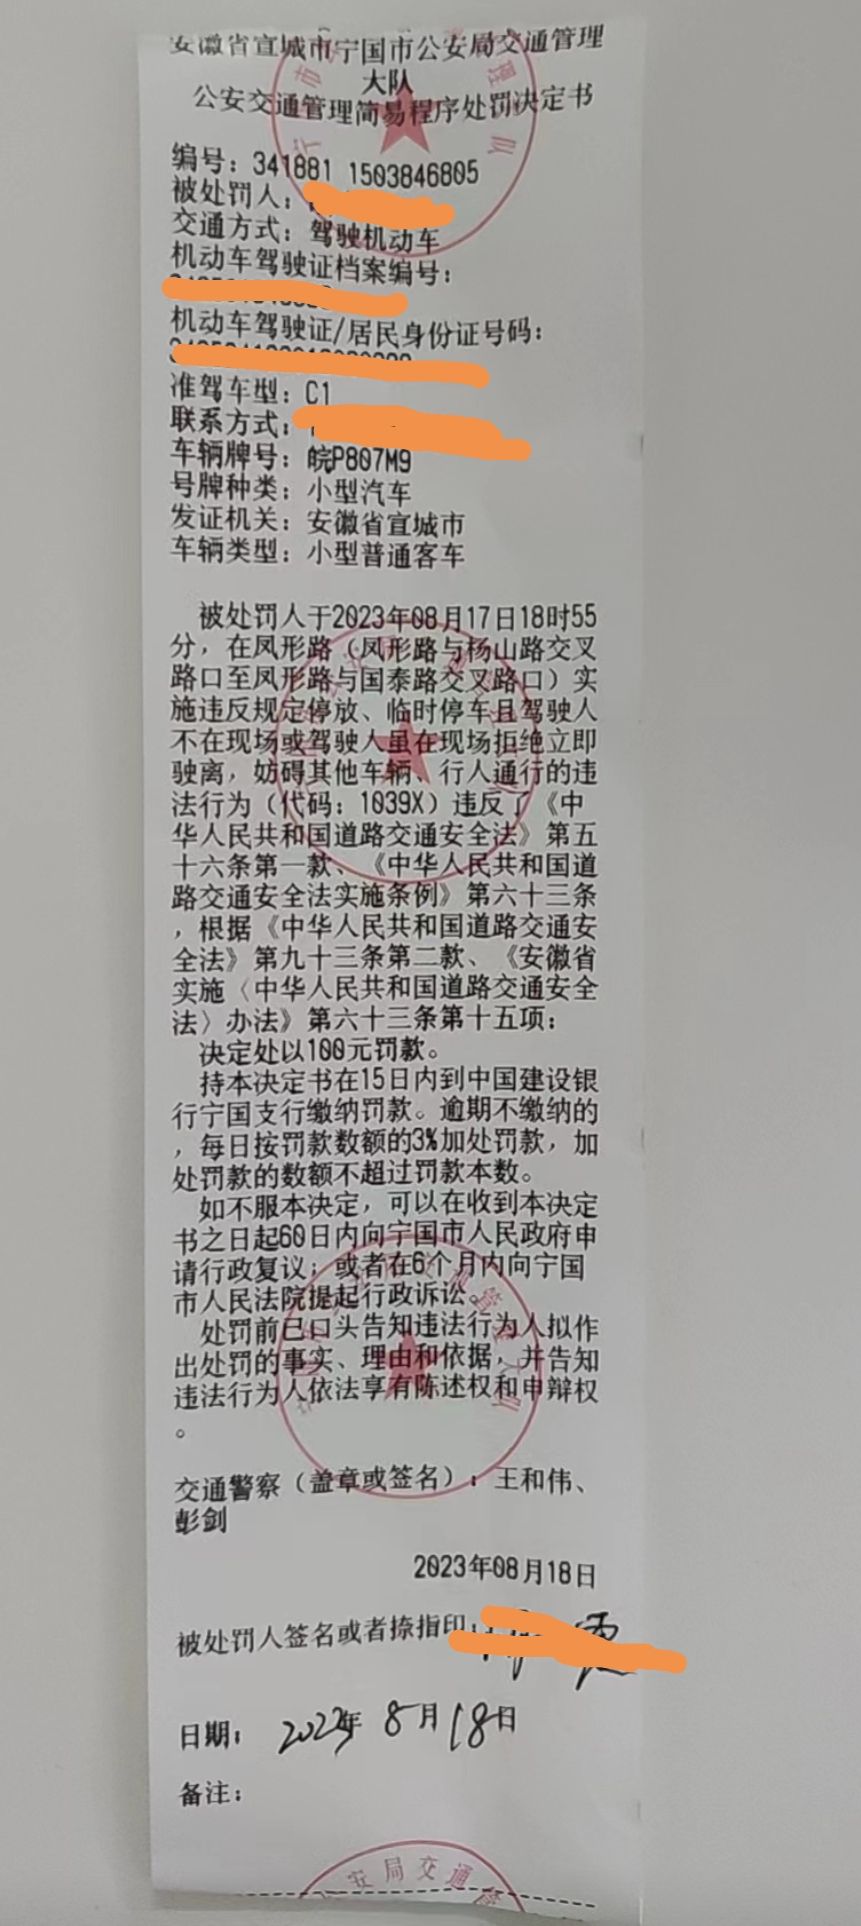 安徽省宣城市宁国市公安局交通管理
大队
公安交通管理简易程序处罚决定书
编号：341881 1503846805
被处罚人：
交通方式：驾驶机动车
机动车驾驶证档案编号：
机动车驾驶证/居民身份证号码：
准驾车型：C1
联系方式：
车辆牌号：皖P807M9
号牌种类：小型汽车
发证机关：安徽省宣城市
车辆类型：小型普通客车
被处罚人于2023年08月17日18时55
分，在凤形路（凤形路与杨山路交叉
路口至凤形路与国泰路交叉路口）实
施违反规定停放、临时停车且驾驶人
不在现场或驾驶人虽在现场拒绝立即
驶离，妨碍其他车辆、行人通行的违
法行为（代码：1039X）违反了《中
华人民共和国道路交通安全法》第五
十六条第一款、《中华人民共和国道
路交通安全法实施条例》第六十三条
，根据《中华人民共和国道路交通安
全法》第九十三条第二款、《安徽省
实施〈中华人民共和国道路交通安全
法〉办法》第六十三条第十五项：
决定处以100元罚款。
持本决定书在15日内到中国建设银
行宁国支行缴纳罚款。逾期不缴纳的
，每日按罚款数额的3%加处罚款，加
处罚款的数额不超过罚款本数。
如不服本决定，可以在收到本决定
书之日起60日内向宁国市人民政府申
请行政复议；或者在6个月内向宁国
市人民法院提起行政诉讼。
处罚前已口头告知违法行为人拟作
出处罚的事实、理由和依据，并告知
违法行为人依法享有陈述权和申辩权
。
交通警察（盖章或签名）：王和伟、
彭剑
2023年08月18日
被处罚人签名或者捺指印：
日期：2023年8月18日
备注：
安局交通管